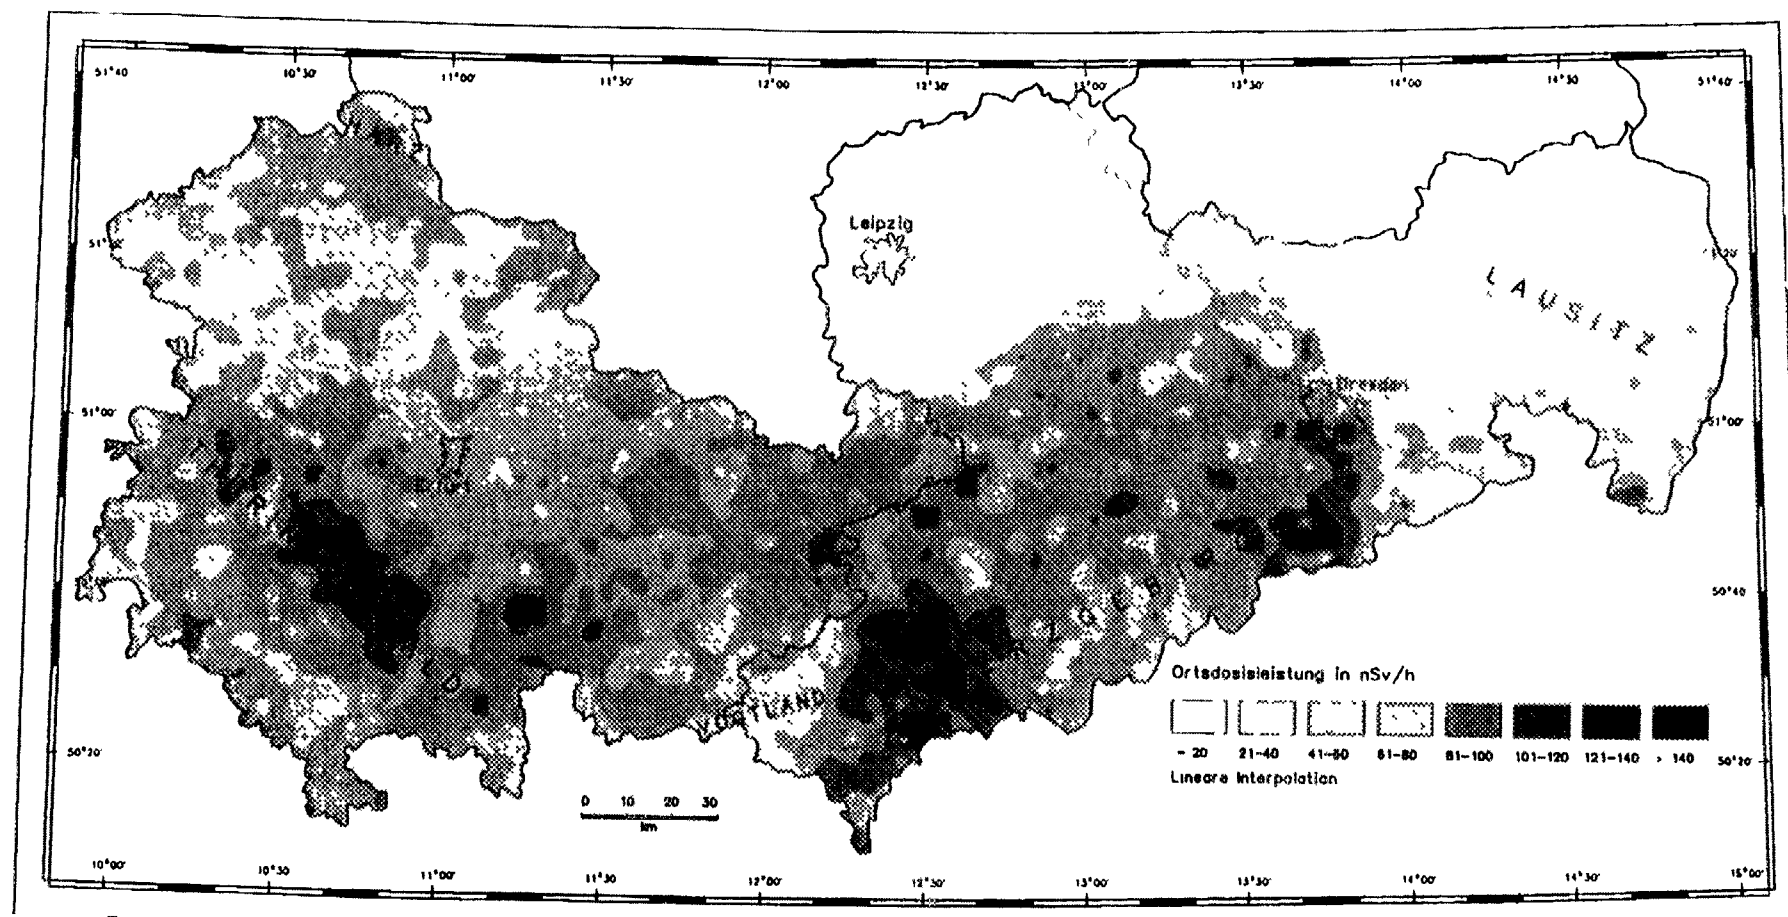 51°40' 10°30' 11°00' 11°30' 12°00' 12°30' 13°00' 13°30' 14°00' 14°30' 51°40'
Leipzig
LAUSITZ
Dresden
51°00' 51°00'
50°40'
VOGTLAND
Ortsdosisleistung in nSv/h
- 20 21-40 41-60 61-80 81-100 101-120 121-140 > 140
Lineare Interpolation
50°20' 50°20'
0 10 20 30
km
10°00' 10°30' 11°00' 11°30' 12°00' 12°30' 13°00' 13°30' 14°00' 14°30' 15°00'